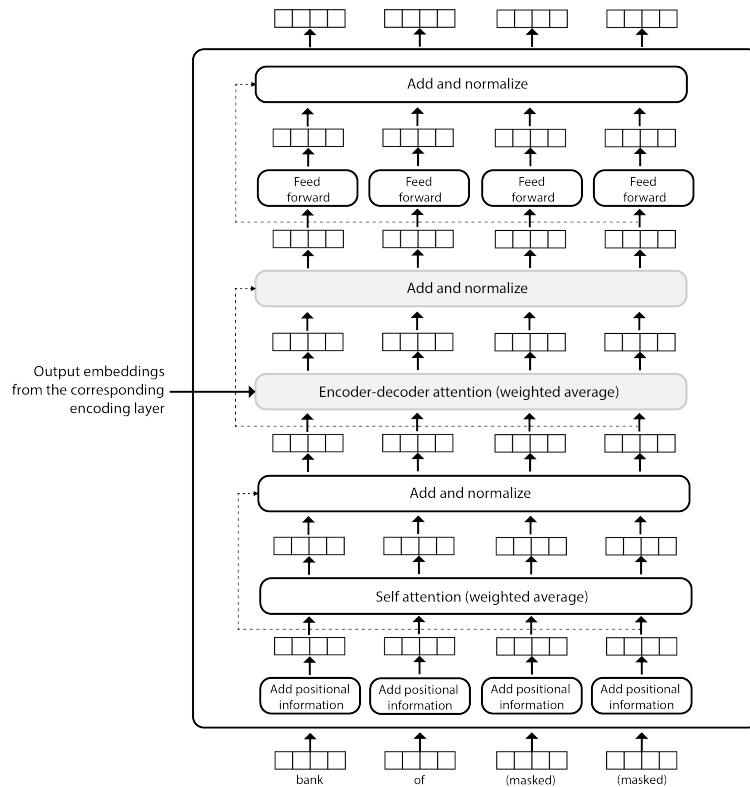 Add and normalize
Feed
forward
Feed
forward
Feed
forward
Feed
forward
Add and normalize
Output embeddings
from the corresponding
encoding layer
Encoder-decoder attention (weighted average)
Add and normalize
Self attention (weighted average)
Add positional
information
Add positional
information
Add positional
information
Add positional
information
bank
of
(masked)
(masked)